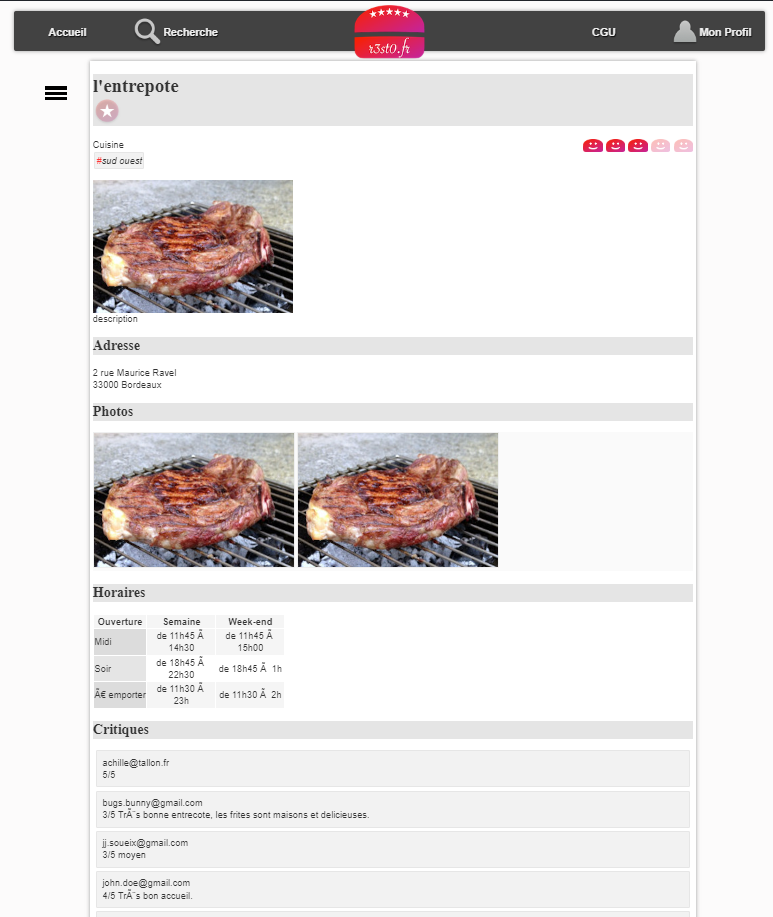 Accueil
Recherche
r3st0.fr
CGU
Mon Profil
l'entrepote
Cuisine
#sud ouest
description
Adresse
2 rue Maurice Ravel
33000 Bordeaux
Photos
Horaires
Ouverture Semaine Week-end
Midi de 11h45 Ã 14h30 de 11h45 Ã 15h00
Soir de 18h45 Ã 22h30 de 18h45 Ã 1h
Ã€ emporter de 11h30 Ã 23h de 11h30 Ã 2h
Critiques
achille@tallon.fr
5/5
bugs.bunny@gmail.com
3/5 TrÃ¨s bonne entrecote, les frites sont maisons et delicieuses.
jj.soueix@gmail.com
3/5 moyen
john.doe@gmail.com
4/5 TrÃ¨s bon accueil.